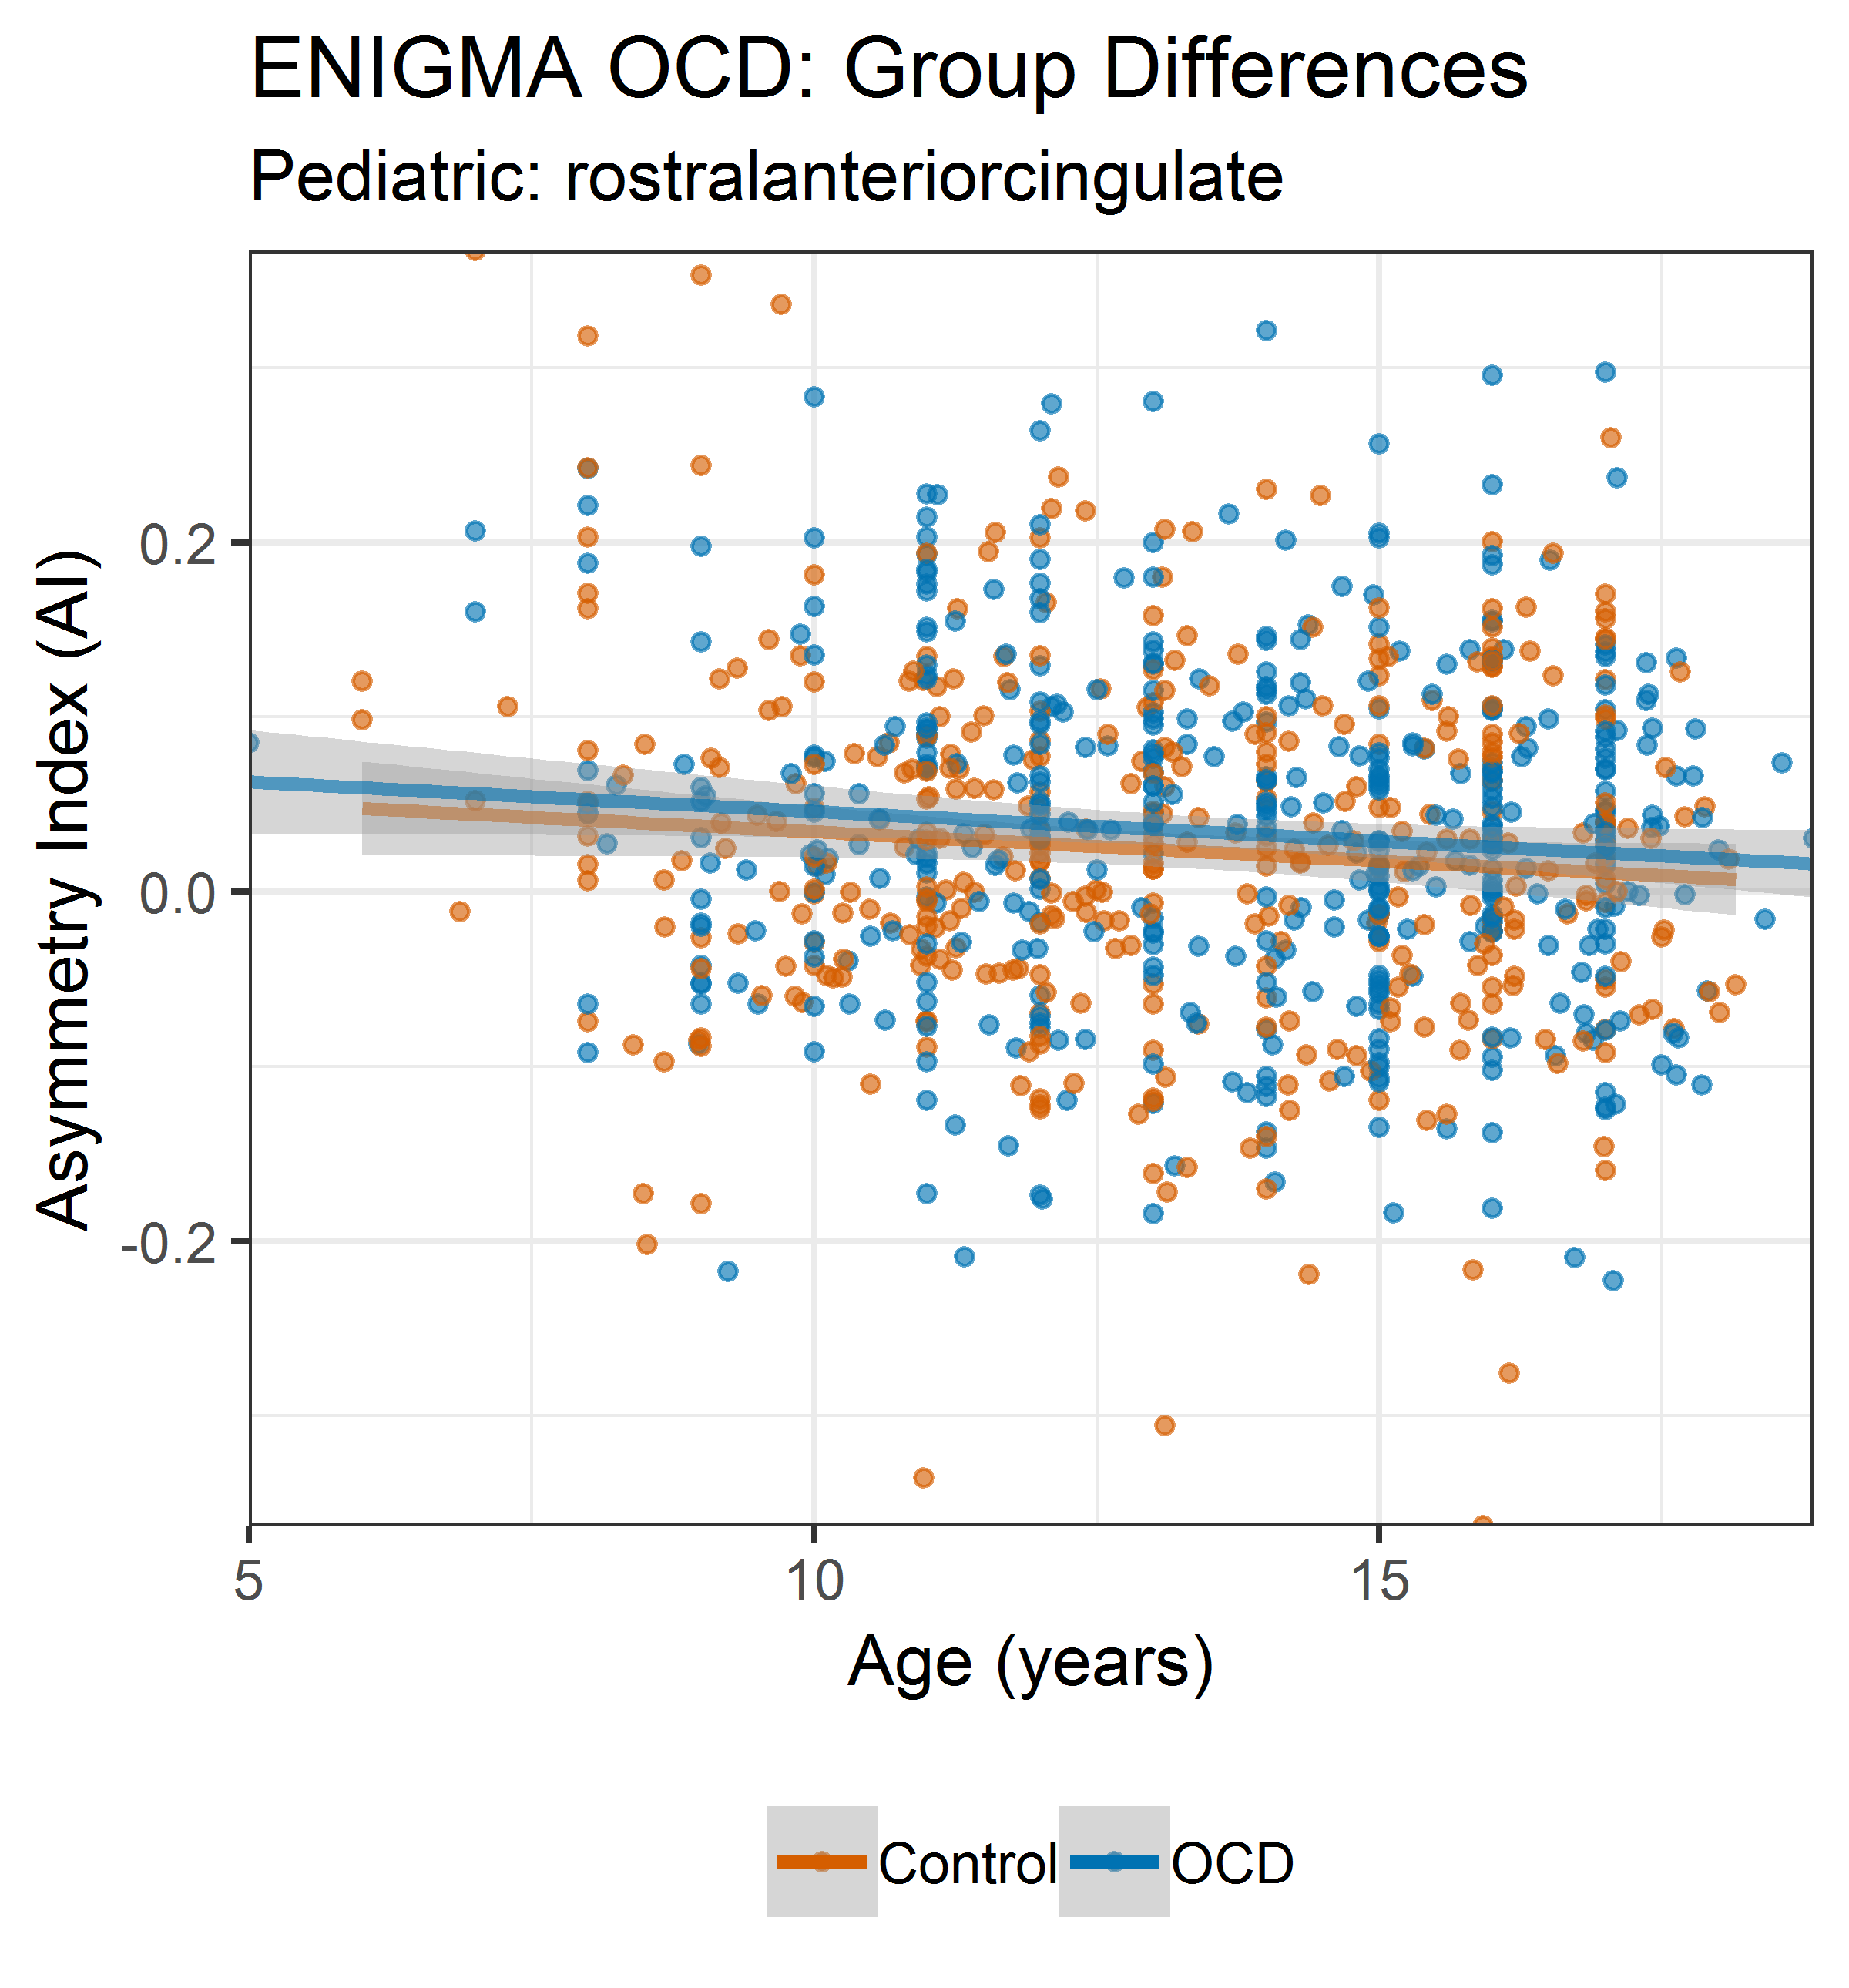 ENIGMA OCD: Group Differences
Pediatric: rostralanteriorcingulate
Asymmetry Index (AI)
0.2
0.0
-0.2
5 10 15
Age (years)
Control OCD